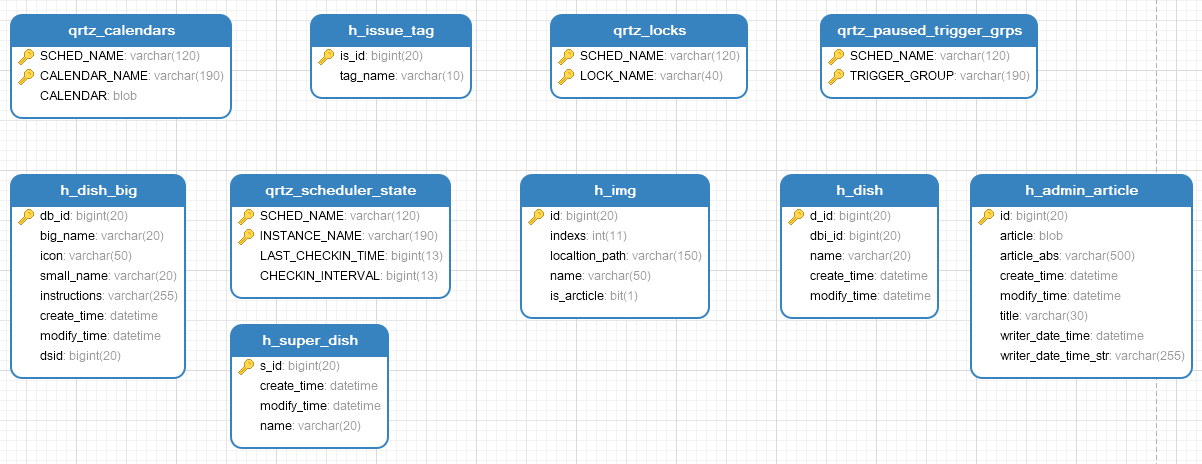 qrtz_calendars
SCHED_NAME: varchar(120)
CALENDAR_NAME: varchar(190)
CALENDAR: blob
h_issue_tag
is_id: bigint(20)
tag_name: varchar(10)
qrtz_locks
SCHED_NAME: varchar(120)
LOCK_NAME: varchar(40)
qrtz_paused_trigger_grps
SCHED_NAME: varchar(120)
TRIGGER_GROUP: varchar(190)
h_dish_big
db_id: bigint(20)
big_name: varchar(20)
icon: varchar(50)
small_name: varchar(20)
instructions: varchar(255)
create_time: datetime
modify_time: datetime
dsid: bigint(20)
qrtz_scheduler_state
SCHED_NAME: varchar(120)
INSTANCE_NAME: varchar(190)
LAST_CHECKIN_TIME: bigint(13)
CHECKIN_INTERVAL: bigint(13)
h_super_dish
s_id: bigint(20)
create_time: datetime
modify_time: datetime
name: varchar(20)
h_img
id: bigint(20)
indexs: int(11)
localtion_path: varchar(150)
name: varchar(50)
is_arcticle: bit(1)
h_dish
d_id: bigint(20)
dbi_id: bigint(20)
name: varchar(20)
create_time: datetime
modify_time: datetime
h_admin_article
id: bigint(20)
article: blob
article_abs: varchar(500)
create_time: datetime
modify_time: datetime
title: varchar(30)
writer_date_time: datetime
writer_date_time_str: varchar(255)